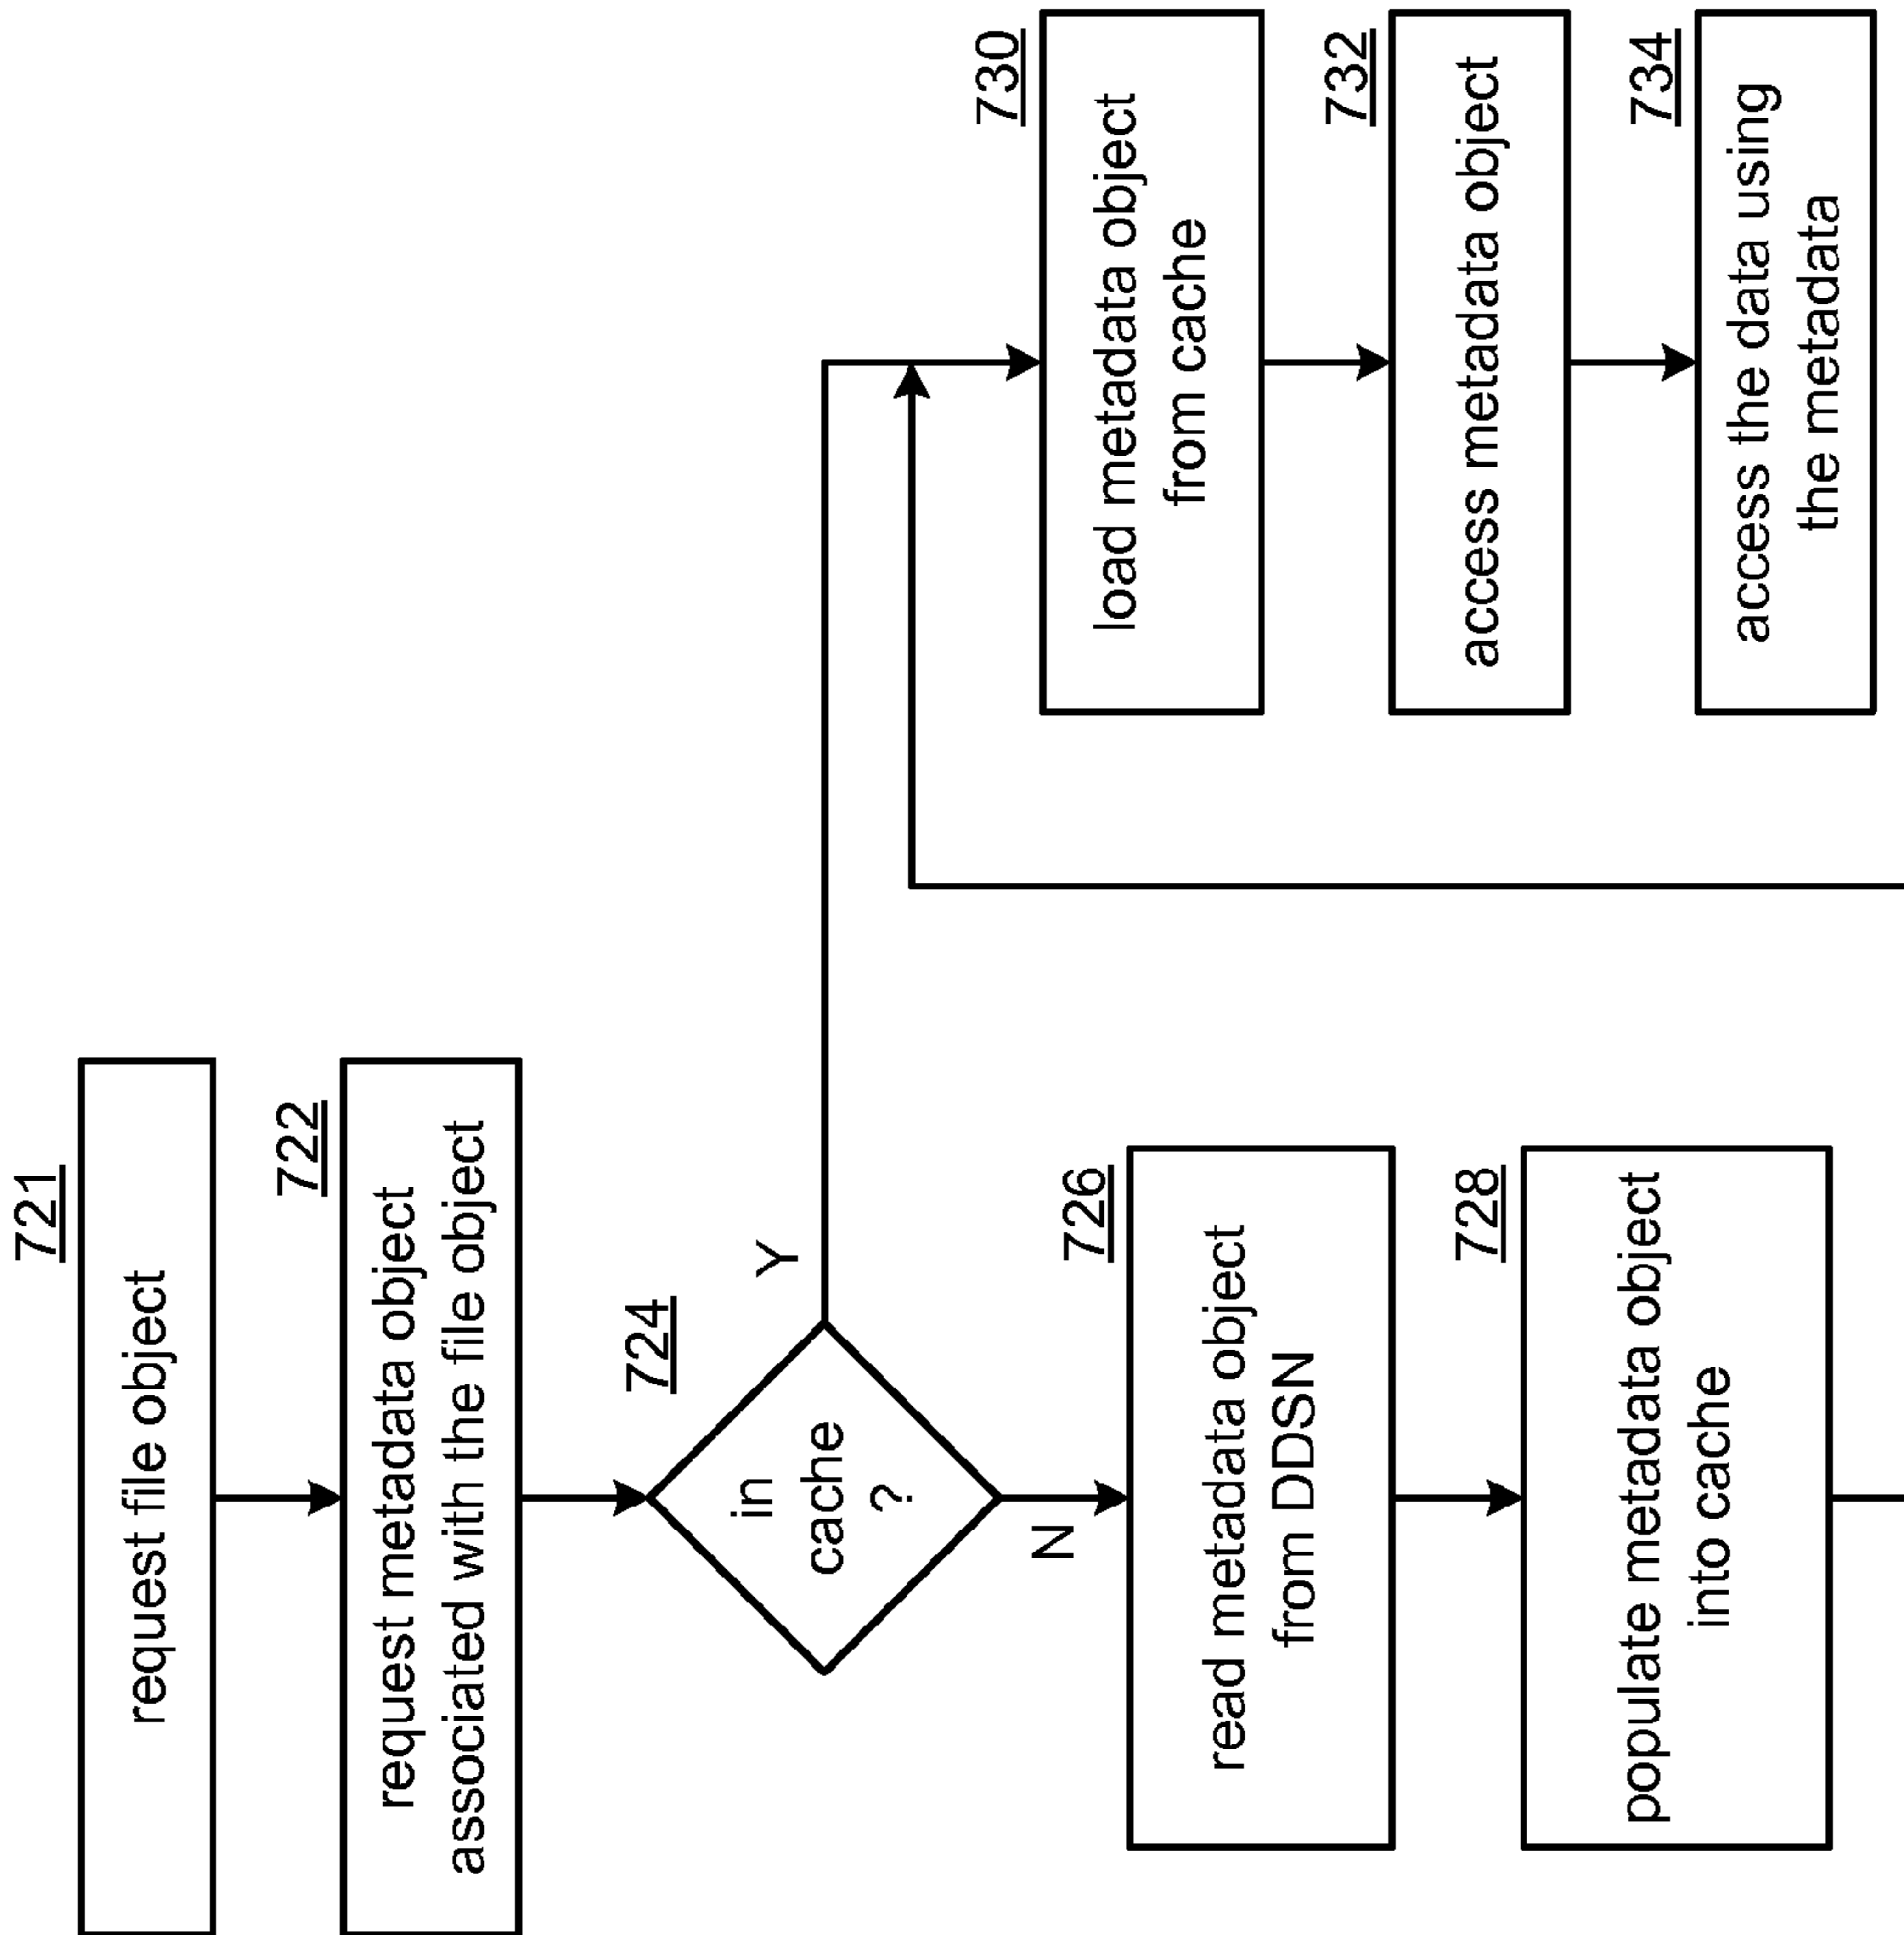 721
request file object
722
request metadata object
associated with the file object
724
in
cache
?
Y
N
726
read metadata object
from DDSN
728
populate metadata object
into cache
730
load metadata object
from cache
732
access metadata object
734
access the data using
the metadata